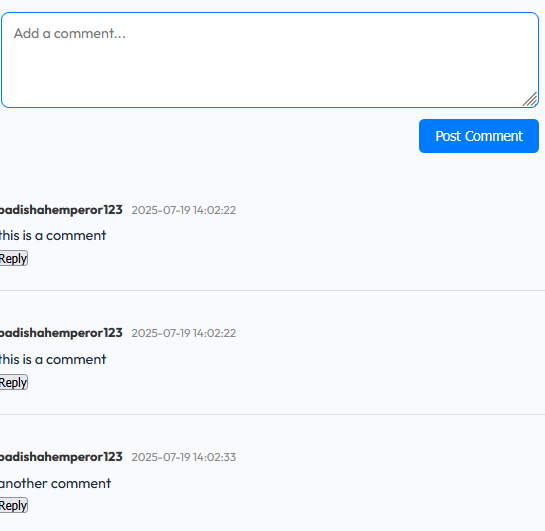 Add a comment...
Post Comment
padishahemperor123 2025-07-19 14:02:22
this is a comment
Reply
padishahemperor123 2025-07-19 14:02:22
this is a comment
Reply
padishahemperor123 2025-07-19 14:02:33
another comment
Reply